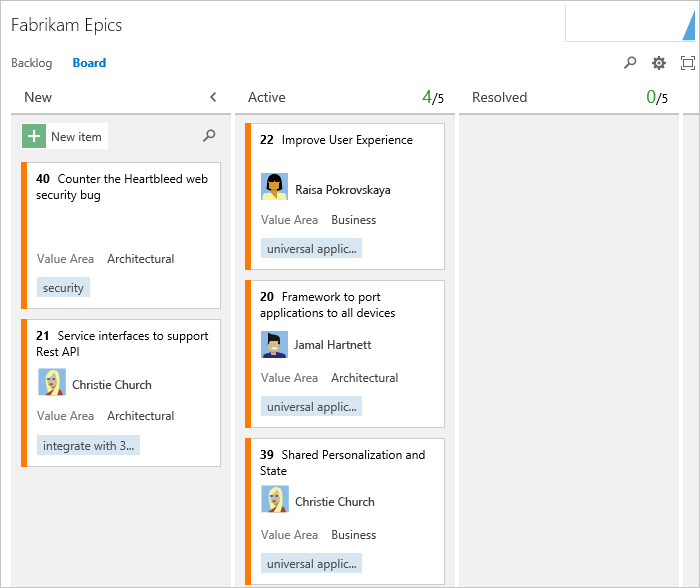 Fabrikam Epics
Backlog Board
New
New item
40 Counter the Heartbleed web
security bug
Value Area Architectural
security
21 Service interfaces to support
Rest API
Christie Church
Value Area Architectural
integrate with 3...
Active 4/5
22 Improve User Experience
Raisa Pokrovskaya
Value Area Business
universal applic...
20 Framework to port
applications to all devices
Jamal Hartnett
Value Area Architectural
universal applic...
39 Shared Personalization and
State
Christie Church
Value Area Business
universal applic...
Resolved 0/5